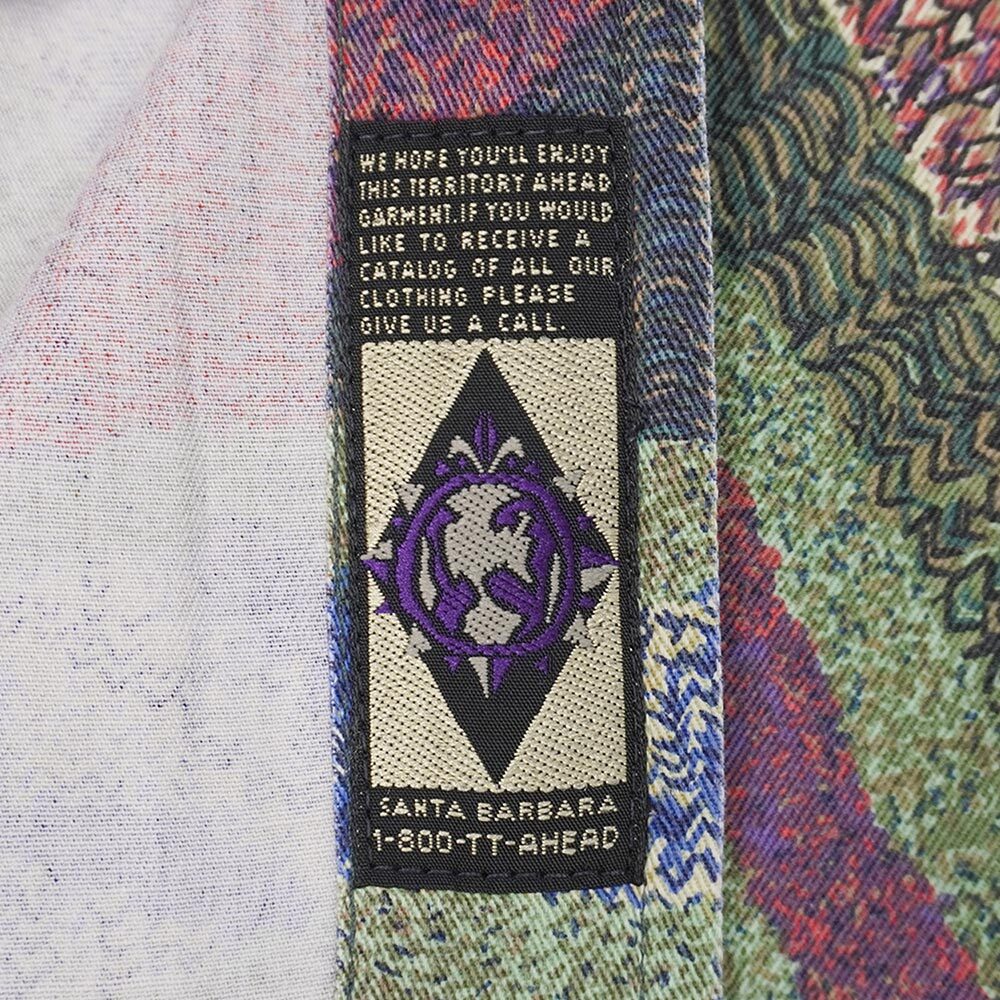 WE HOPE YOU'LL ENJOY
THIS TERRITORY AHEAD
GARMENT. IF YOU WOULD
LIKE TO RECEIVE A
CATALOG OF ALL OUR
CLOTHING PLEASE
GIVE US A CALL.
SANTA BARBARA
1-800-TT-AHEAD